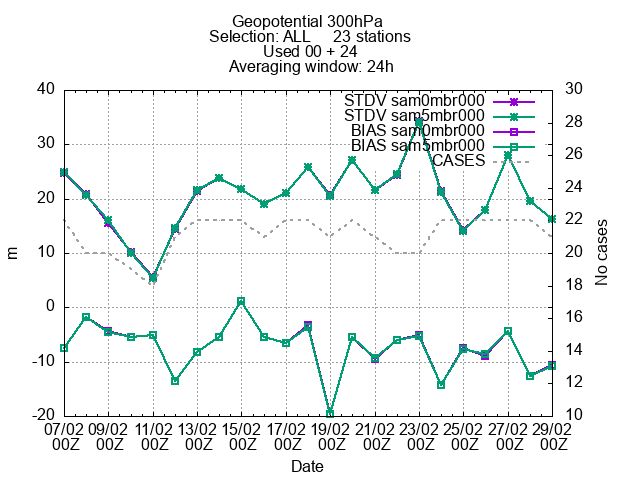 Geopotential 300hPa
Selection: ALL 23 stations
Used 00 + 24
Averaging window: 24h
STDV sam0mbr000
STDV sam5mbr000
BIAS sam0mbr000
BIAS sam5mbr000
CASES
40
30
20
10
0
-10
-20
m
30
28
26
24
22
20
18
16
14
12
10
No cases
07/02 09/02 11/02 13/02 15/02 17/02 19/02 21/02 23/02 25/02 27/02 29/02
00Z 00Z 00Z 00Z 00Z 00Z 00Z 00Z 00Z 00Z 00Z 00Z
Date